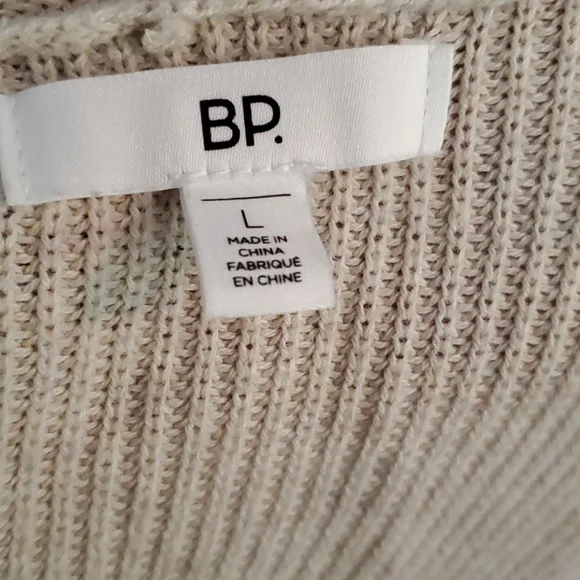 BP.
L
MADE IN
CHINA
FABRIQUÉ
EN CHINE